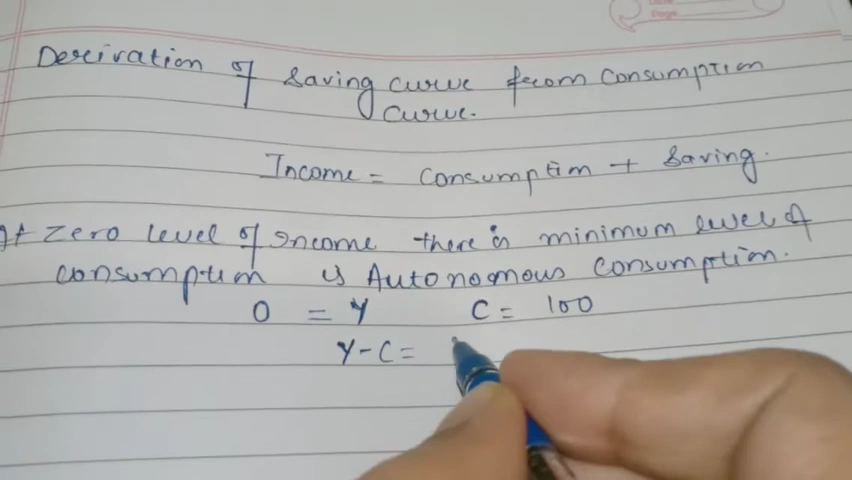 Page
Derivation of Saving curve from consumption
curve.
Income = consumption + Saving.
At Zero level of Income there is minimum level of
consumption is Autonomous consumption.
0 = Y C = 100
Y - C =